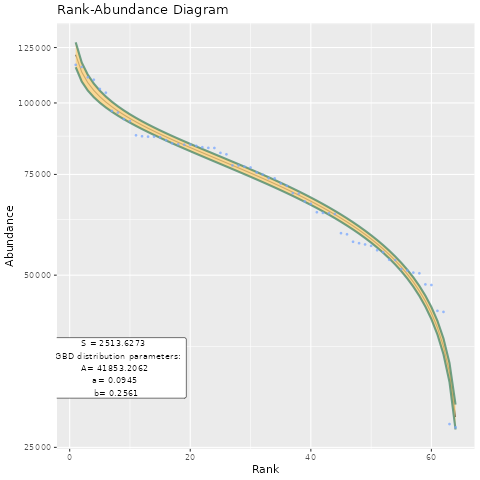 Rank-Abundance Diagram
125000
100000
75000
50000
25000
Abundance
S = 2513.6273
GBD distribution parameters:
A= 41853.2062
a= 0.0945
b= 0.2561
0
20
40
60
Rank